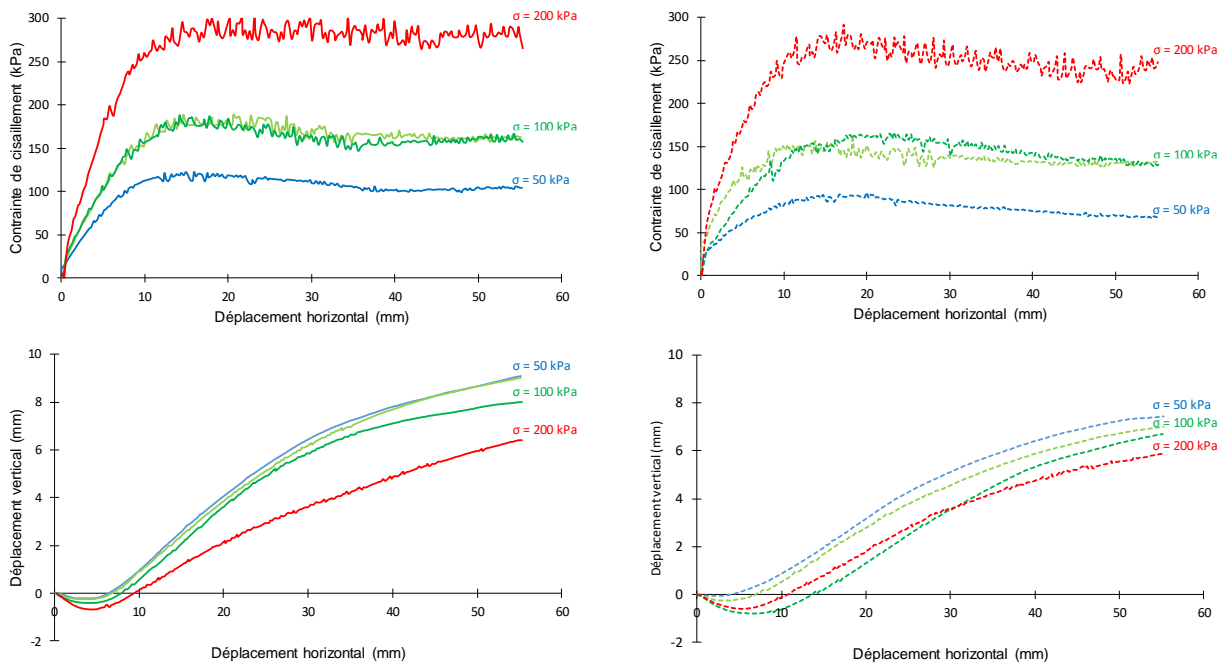 300
250
200
150
100
50
0
Contrainte de cisaillement (kPa)
σ = 200 kPa
σ = 100 kPa
σ = 50 kPa
0 10 20 30 40 50 60
Déplacement horizontal (mm)
300
250
200
150
100
50
0
Contrainte de cisaillement (kPa)
σ = 200 kPa
σ = 100 kPa
σ = 50 kPa
0 10 20 30 40 50 60
Déplacement horizontal (mm)
10
8
6
4
2
0
-2
Déplacement vertical (mm)
σ = 50 kPa
σ = 100 kPa
σ = 200 kPa
0 10 20 30 40 50 60
Déplacement horizontal (mm)
10
8
6
4
2
0
-2
Déplacement vertical (mm)
σ = 50 kPa
σ = 100 kPa
σ = 200 kPa
0 10 20 30 40 50 60
Déplacement horizontal (mm)